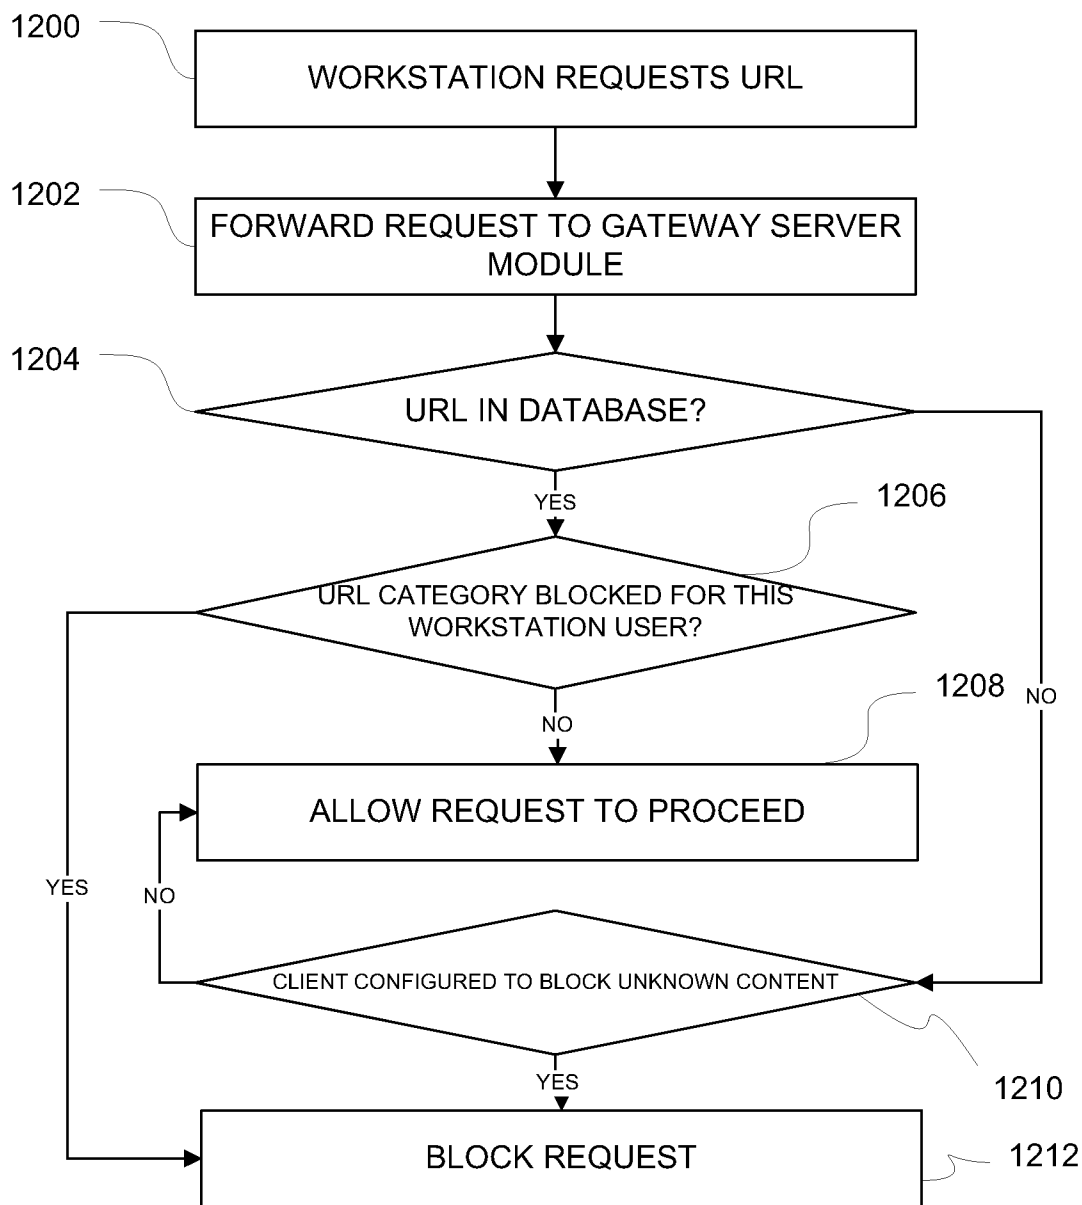 1200
WORKSTATION REQUESTS URL
1202
FORWARD REQUEST TO GATEWAY SERVER
MODULE
1204
URL IN DATABASE?
YES
1206
URL CATEGORY BLOCKED FOR THIS
WORKSTATION USER?
1208
NO
NO
ALLOW REQUEST TO PROCEED
YES
NO
CLIENT CONFIGURED TO BLOCK UNKNOWN CONTENT
YES
1210
BLOCK REQUEST
1212